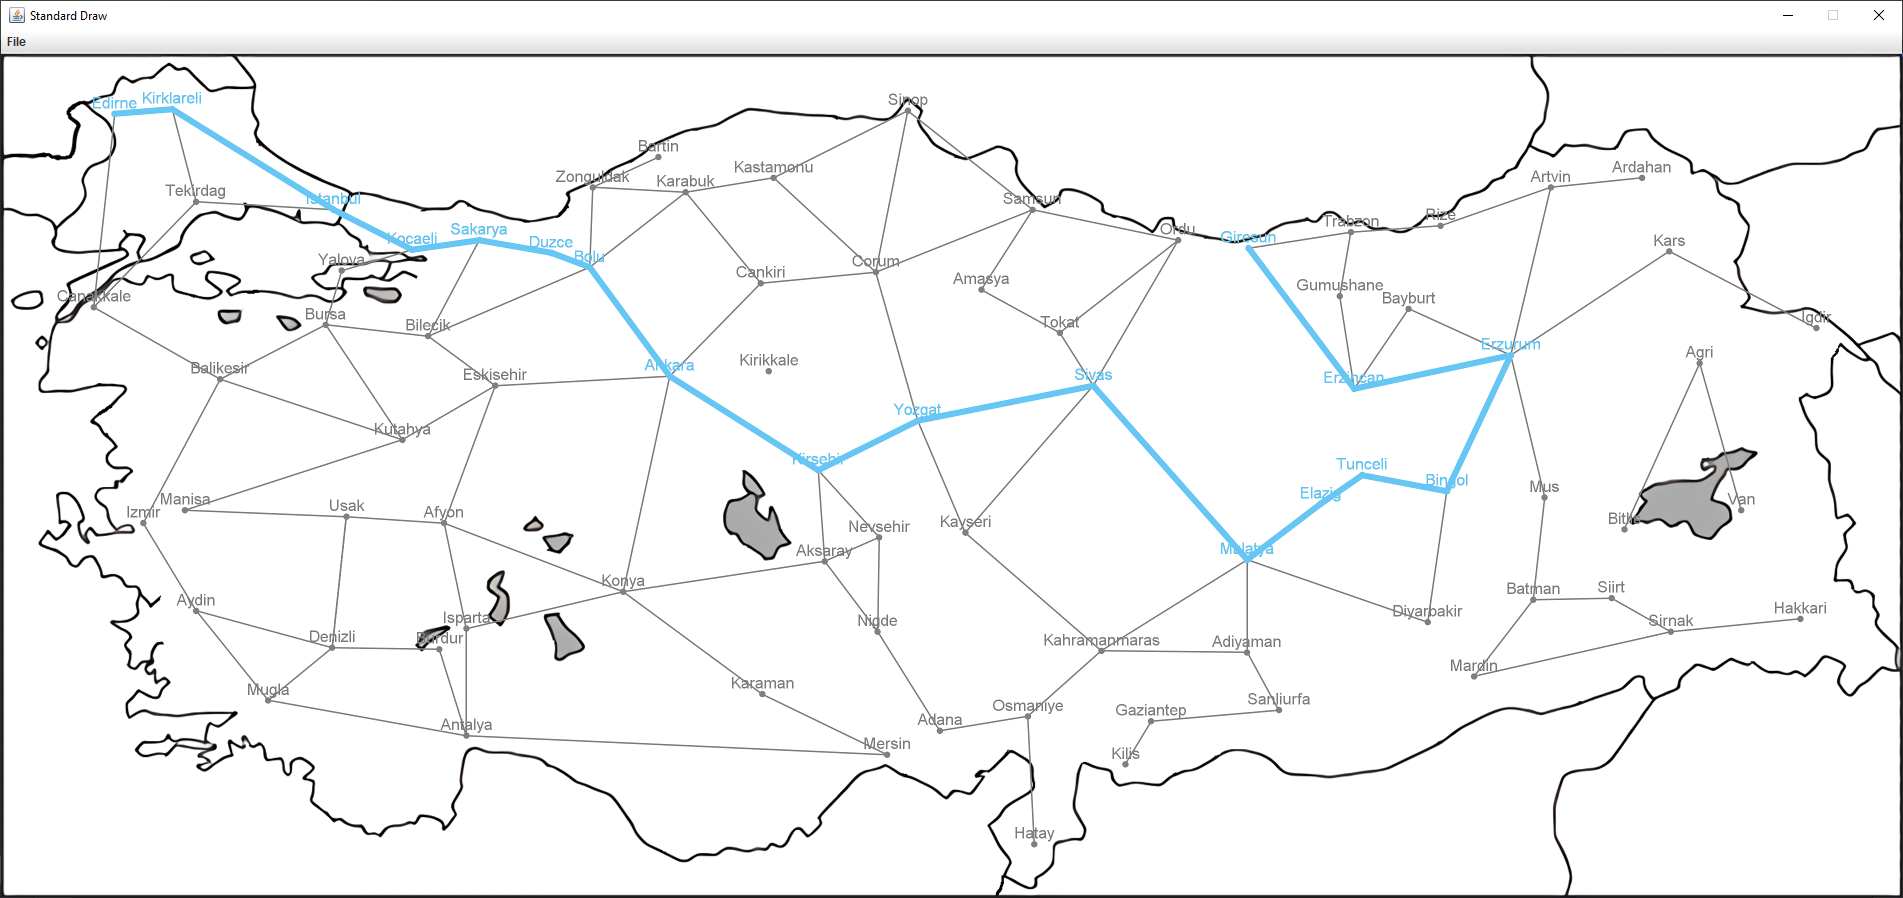 Standard Draw
File
Edirne
Kirklareli
Sinop
Bartin
Zonguldak
Karabuk
Kastamonu
Ardahan
Artvin
Tekirdag
Istanbul
Samsun
Rize
Trabzon
Ordu
Giresun
Kocaeli
Sakarya
Duzce
Bolu
Kars
Yalova
Cankiri
Corum
Amasya
Gumushane
Bayburt
Canakkale
Bursa
Bilecik
Tokat
Igdir
Erzurum
Agri
Balikesir
Eskisehir
Ankara
Kirikkale
Sivas
Erzincan
Yozgat
Kutahya
Kirsehir
Tunceli
Bingol
Elazig
Mus
Van
Manisa
Izmir
Usak
Afyon
Nevsehir
Kayseri
Bitlis
Aksaray
Malatya
Konya
Batman
Siirt
Aydin
Isparta
Nigde
Diyarbakir
Sirnak
Hakkari
Denizli
Burdur
Kahramanmaras
Adiyaman
Mardin
Mugla
Karaman
Osmaniye
Gaziantep
Sanliurfa
Antalya
Adana
Mersin
Kilis
Hatay